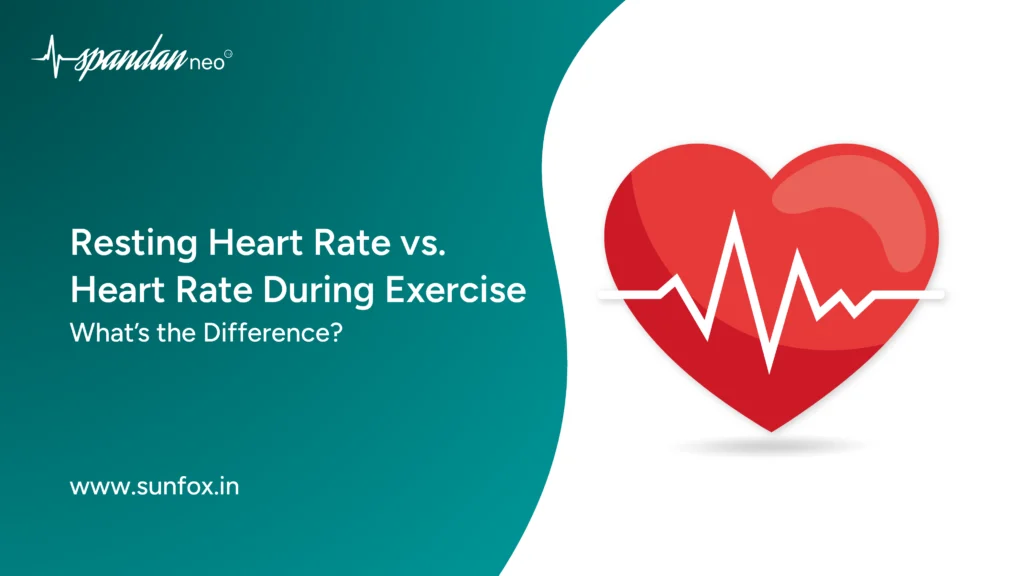 spandan neo
Resting Heart Rate vs.
Heart Rate During Exercise
What's the Difference?
www.sunfox.in